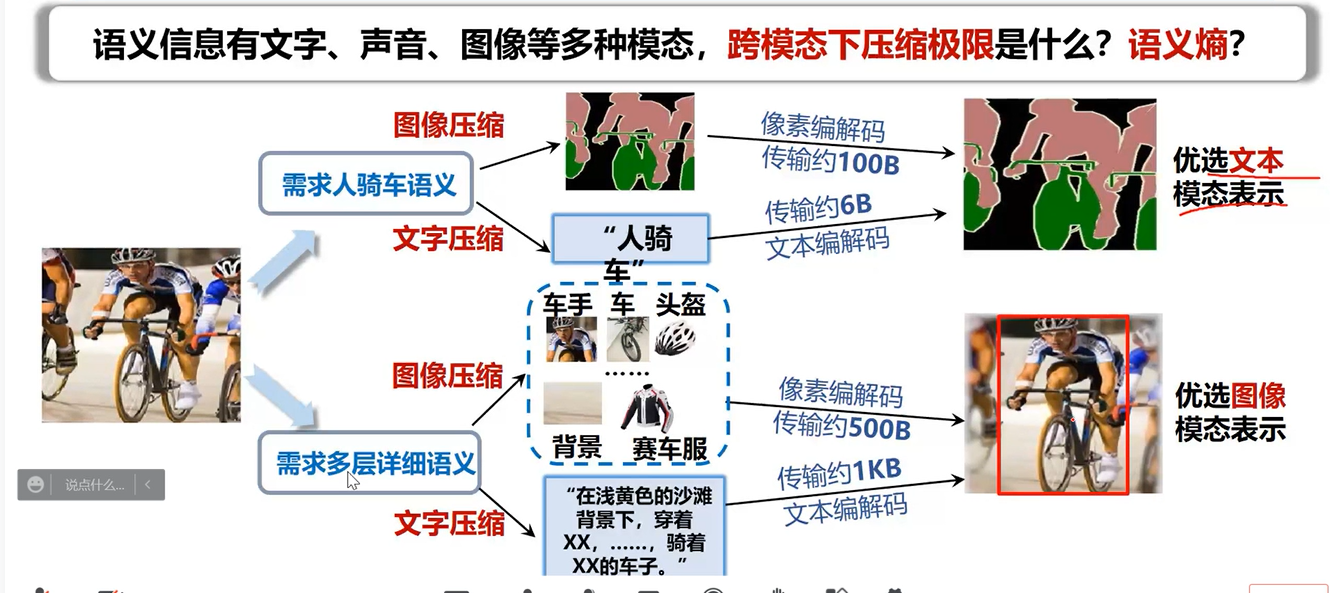 语义信息有文字、声音、图像等多种模态，跨模态下压缩极限是什么？语义熵？
图像压缩
像素编解码
传输约100B
需求人骑车语义
优选文本
模态表示
文字压缩
“人骑
车”
传输约6B
文本编解码
车手 车 头盔
图像压缩
……
像素编解码
传输约500B
优选图像
模态表示
背景 赛车服
需求多层详细语义
说点什么...
文字压缩
“在浅黄色的沙滩
背景下，穿着
XX，……，骑着
XX的车子。”
传输约1KB
文本编解码